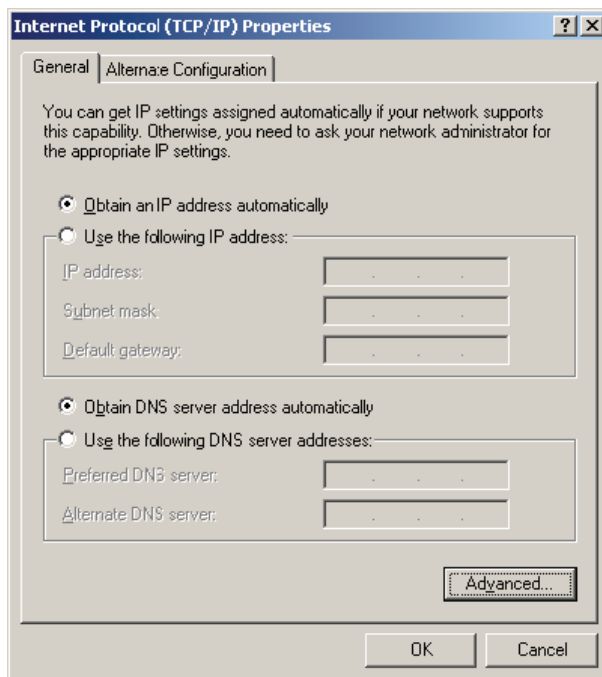 Internet Protocol (TCP/IP) Properties
General
Alternate Configuration
You can get IP settings assigned automatically if your network supports
this capability. Otherwise, you need to ask your network administrator for
the appropriate IP settings.
Obtain an IP address automatically
Use the following IP address:
IP address:
Subnet mask:
Default gateway:
Obtain DNS server address automatically
Use the following DNS server addresses:
Preferred DNS server:
Alternate DNS server:
Advanced...
OK
Cancel